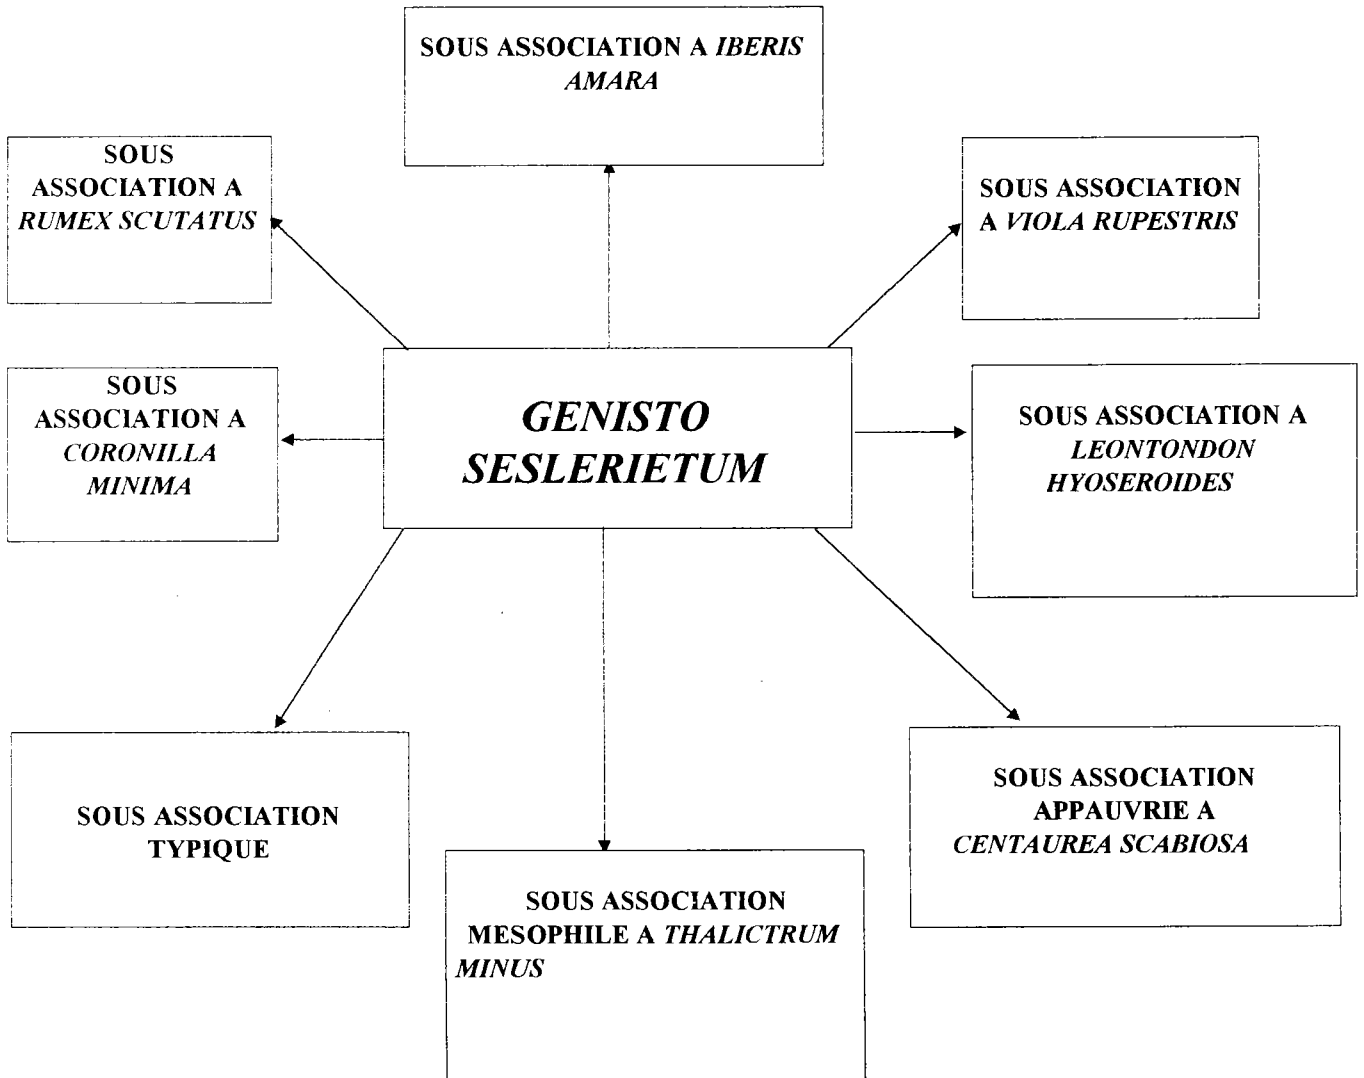 SOUS ASSOCIATION A IBERIS
AMARA
SOUS
ASSOCIATION A
RUMEX SCUTATUS
SOUS ASSOCIATION
A VIOLA RUPESTRIS
SOUS
ASSOCIATION A
CORONILLA
MINIMA
GENISTO
SESLERIETUM
SOUS ASSOCIATION A
LEONTONDON
HYOSEROIDES
SOUS ASSOCIATION
TYPIQUE
SOUS ASSOCIATION
MESOPHILE A THALICTRUM
MINUS
SOUS ASSOCIATION
APPAUVRIE A
CENTAUREA SCABIOSA